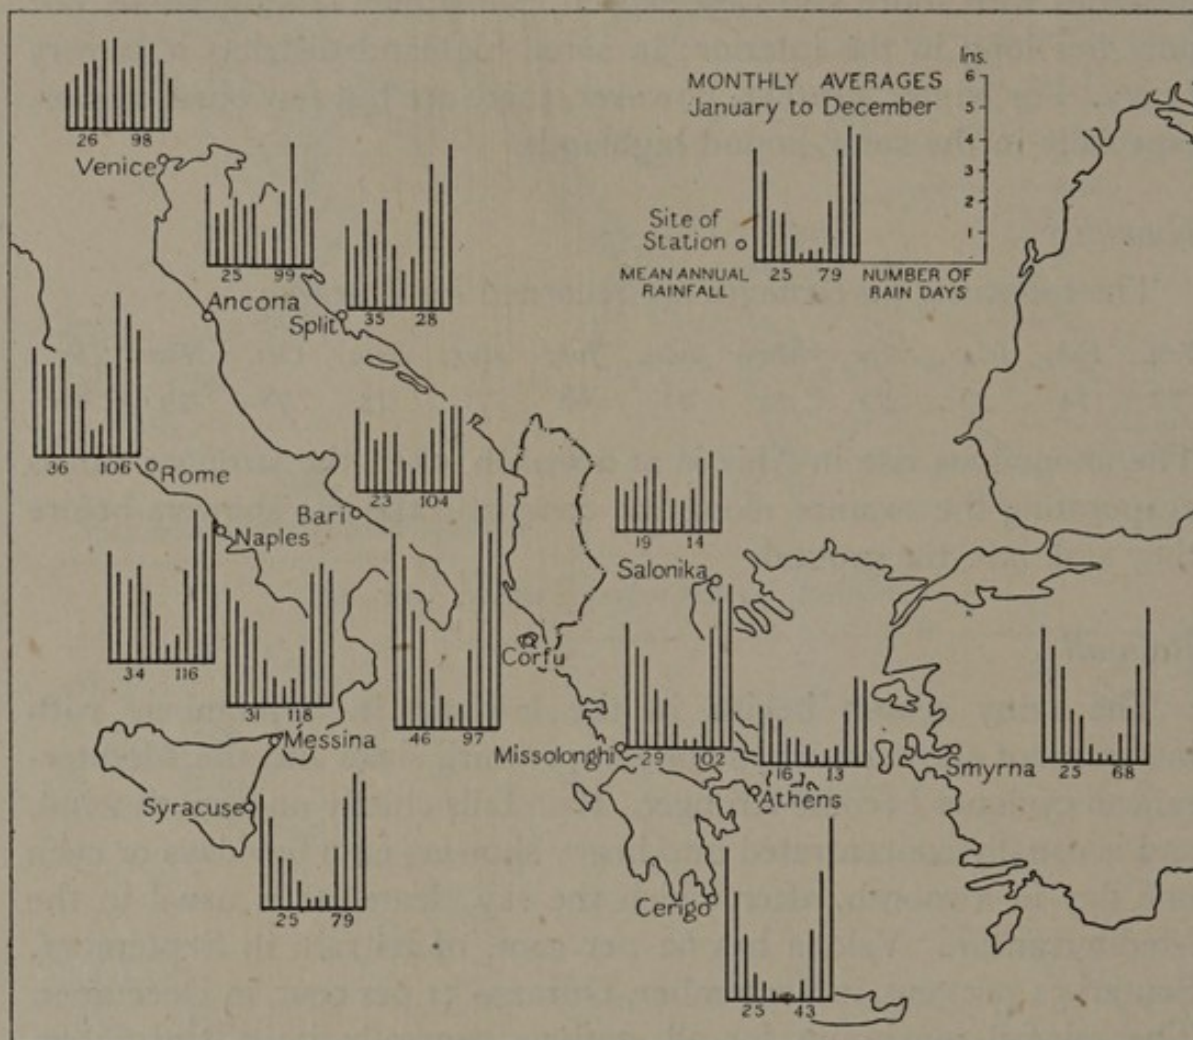 Ins.
MONTHLY AVERAGES
January to December
6
5
4
3
2
1
Site of
Station
MEAN ANNUAL
RAINFALL
25 79
NUMBER OF
RAIN DAYS
26 98
Venice
25 99
Ancona
Split
35 28
36 106
Rome
23 104
Bari
Naples
19 14
Salonika
34 116
31 118
46 97
Corfu
Messina
Missolonghi
29 102
16 13
Athens
Smyrna
25 68
Syracuse
25 79
Cerigo
25 43